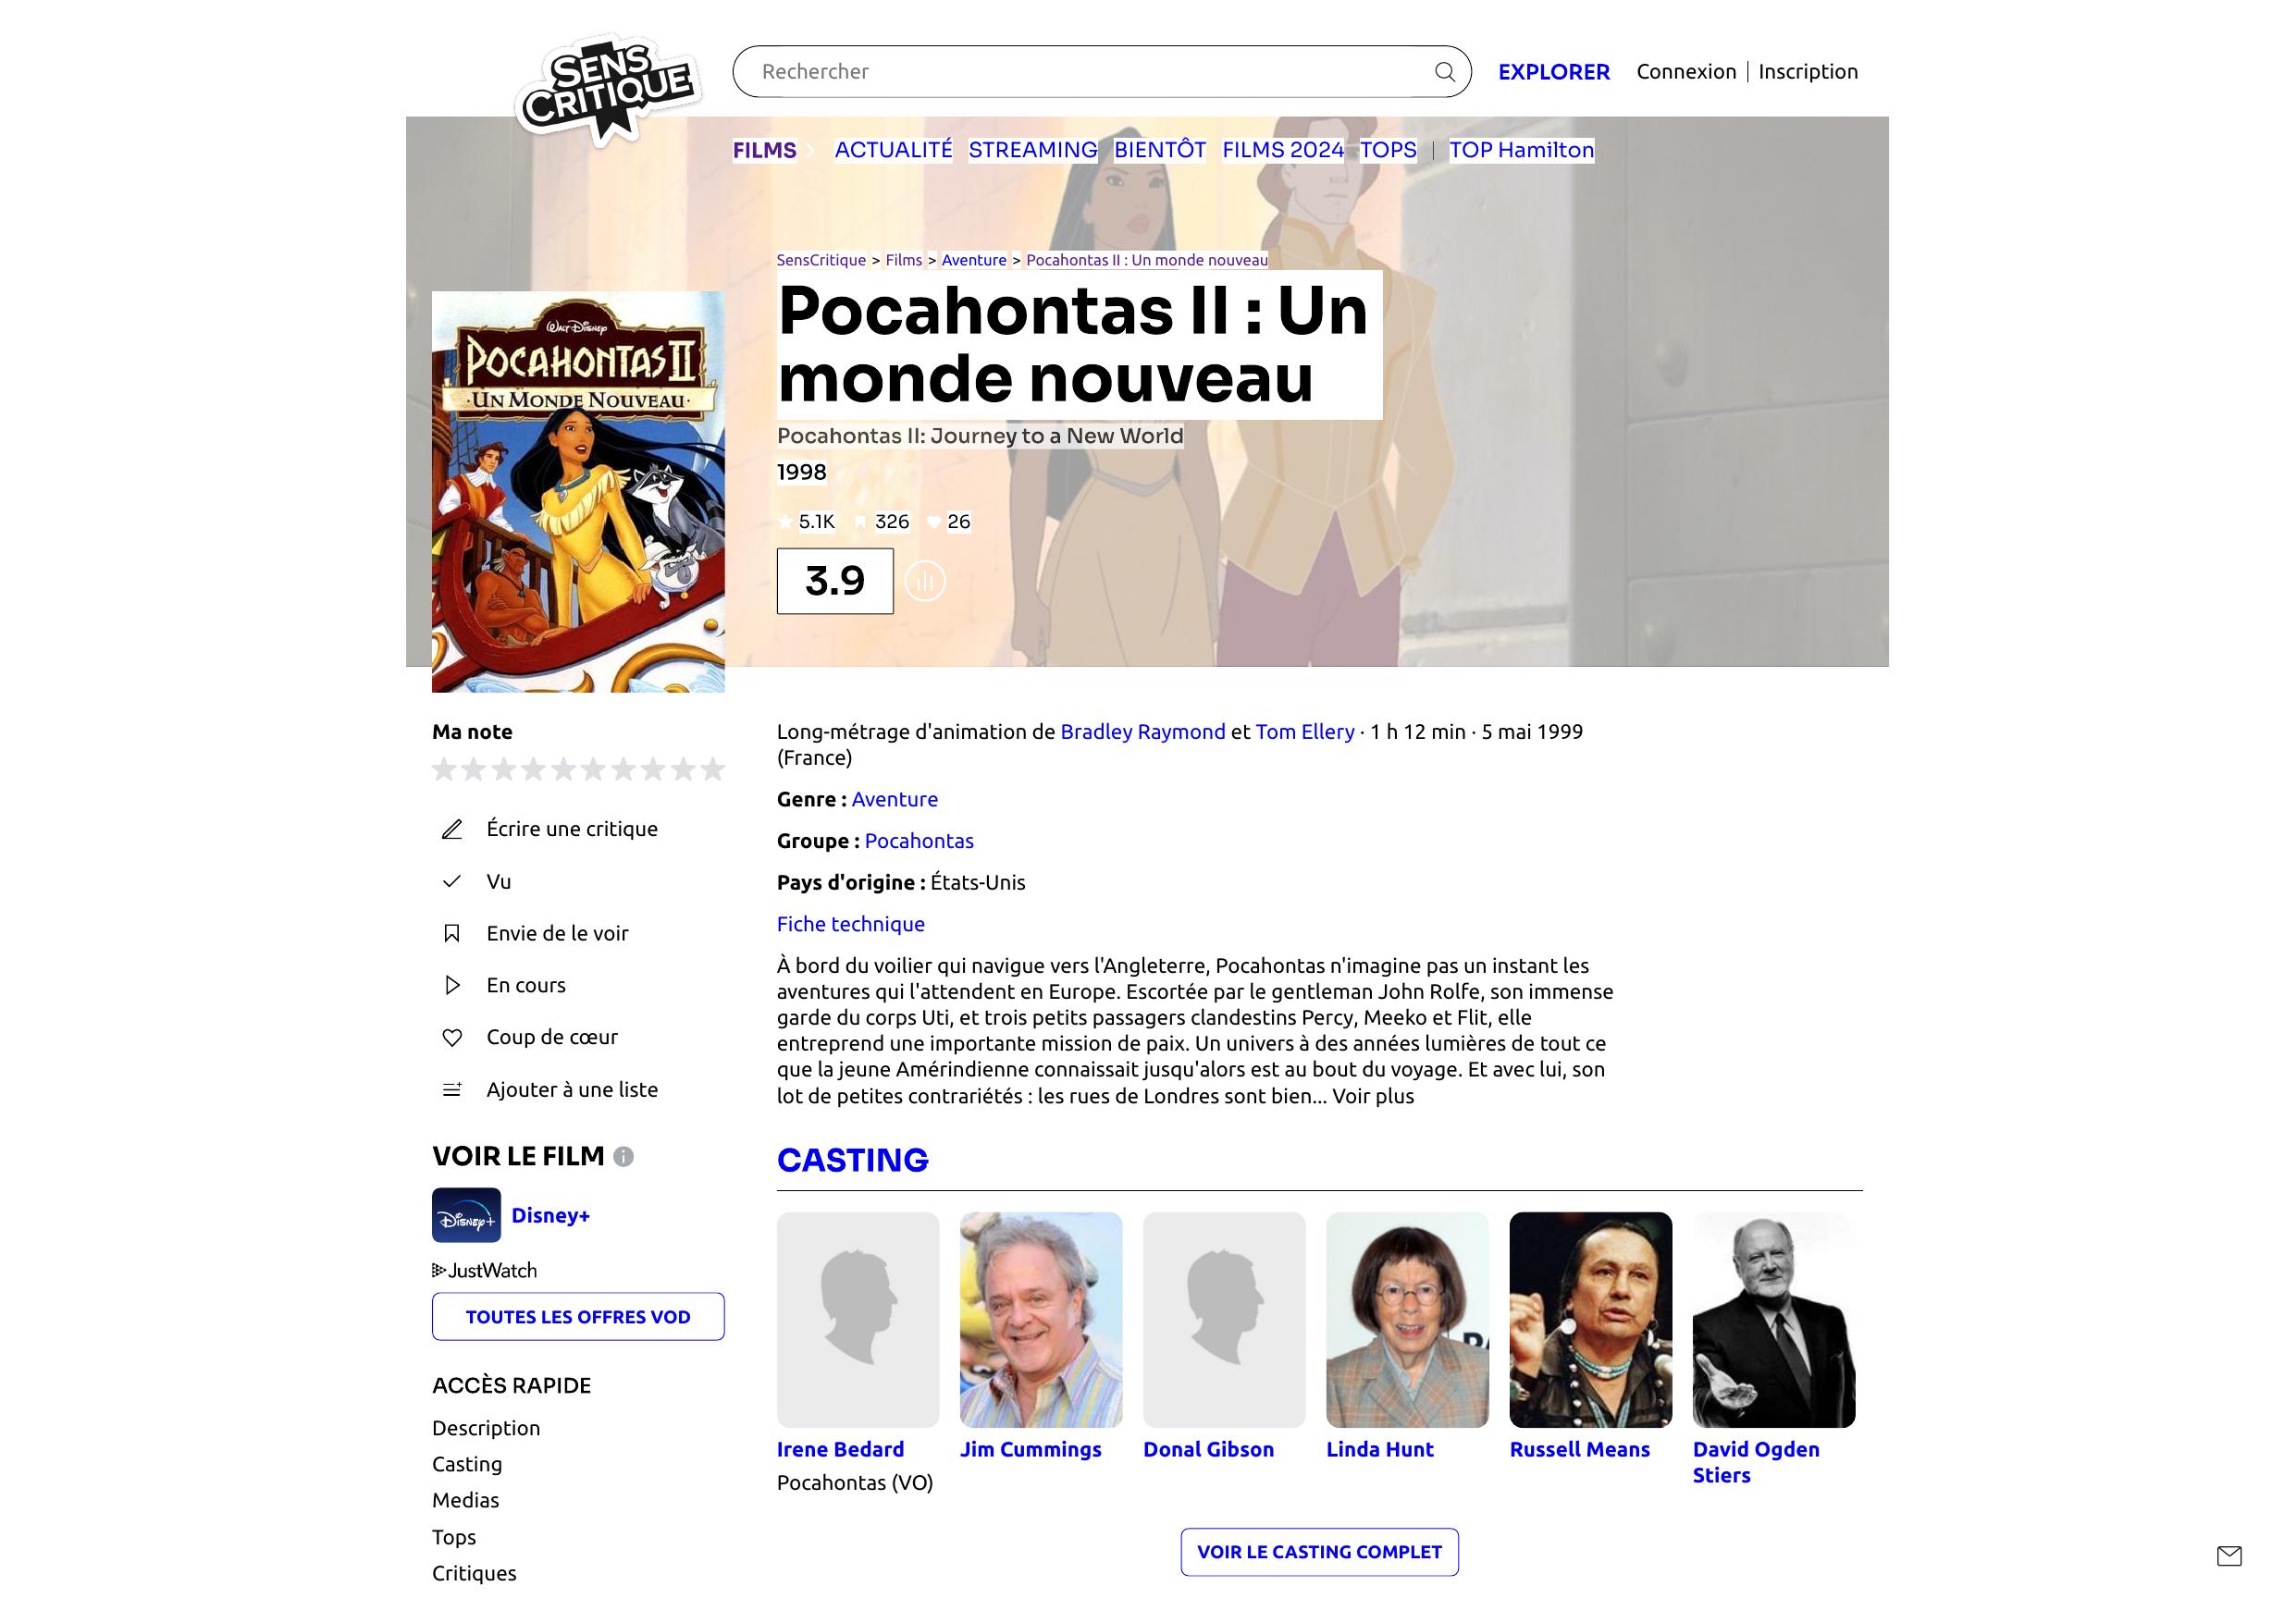 SENS
CRITIQUE
Rechercher
EXPLORER
Connexion
Inscription
FILMS
ACTUALITÉ
STREAMING
BIENTÔT
FILMS 2024
TOPS
TOP Hamilton
SensCritique > Films > Aventure > Pocahontas II : Un monde nouveau
Pocahontas II : Un
monde nouveau
Pocahontas II: Journey to a New World
1998
5.1K
326
26
3.9
WALT DISNEY
POCAHONTAS II
·UN MONDE NOUVEAU·
Ma note
Écrire une critique
Vu
Envie de le voir
En cours
Coup de cœur
Ajouter à une liste
VOIR LE FILM
Disney+
Disney+
JustWatch
TOUTES LES OFFRES VOD
ACCÈS RAPIDE
Description
Casting
Medias
Tops
Critiques
Long-métrage d'animation de Bradley Raymond et Tom Ellery · 1 h 12 min · 5 mai 1999
(France)
Genre : Aventure
Groupe : Pocahontas
Pays d'origine : États-Unis
Fiche technique
À bord du voilier qui navigue vers l'Angleterre, Pocahontas n'imagine pas un instant les
aventures qui l'attendent en Europe. Escortée par le gentleman John Rolfe, son immense
garde du corps Uti, et trois petits passagers clandestins Percy, Meeko et Flit, elle
entreprend une importante mission de paix. Un univers à des années lumières de tout ce
que la jeune Amérindienne connaissait jusqu'alors est au bout du voyage. Et avec lui, son
lot de petites contrariétés : les rues de Londres sont bien... Voir plus
CASTING
Irene Bedard
Pocahontas (VO)
Jim Cummings
Donal Gibson
Linda Hunt
Russell Means
David Ogden
Stiers
VOIR LE CASTING COMPLET